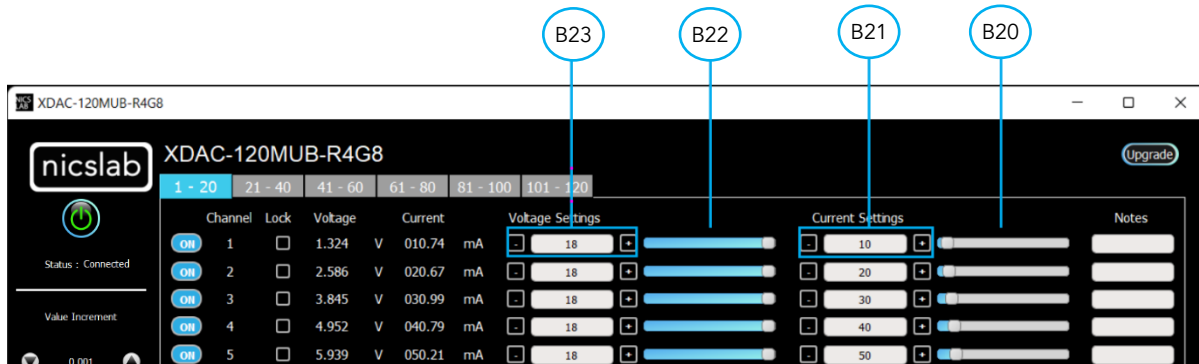 B23 B22 B21 B20
NICS LAB XDAC-120MUB-R4G8
nicslab XDAC-120MUB-R4G8 Upgrade
1 - 20 21 - 40 41 - 60 61 - 80 81 - 100 101 - 120
Channel Lock Voltage Current Voltage Settings Current Settings Notes
ON 1 1.324 V 010.74 mA - 18 + - 10 +
Status : Connected
ON 2 2.586 V 020.67 mA - 18 + - 20 +
ON 3 3.845 V 030.99 mA - 18 + - 30 +
Value Increment
ON 4 4.952 V 040.79 mA - 18 + - 40 +
0.001 ON 5 5.939 V 050.21 mA - 18 + - 50 +